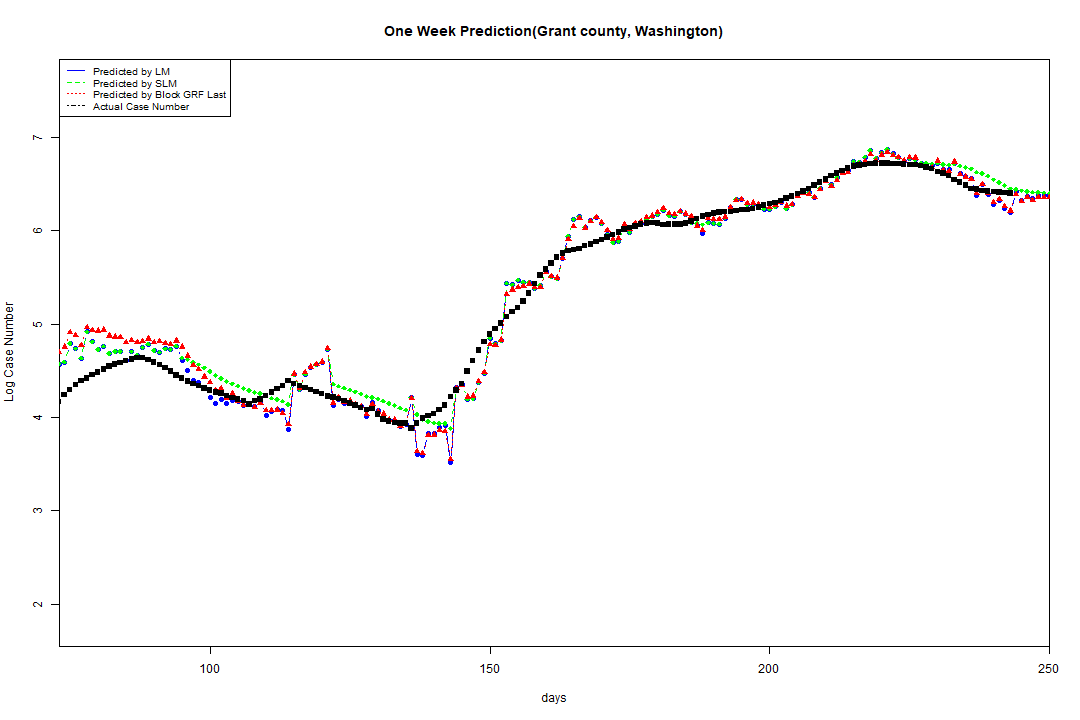 One Week Prediction(Grant county, Washington)
Predicted by LM
Predicted by SLM
Predicted by Block GRF Last
Actual Case Number
7
6
5
4
3
2
Log Case Number
100
150
200
250
days